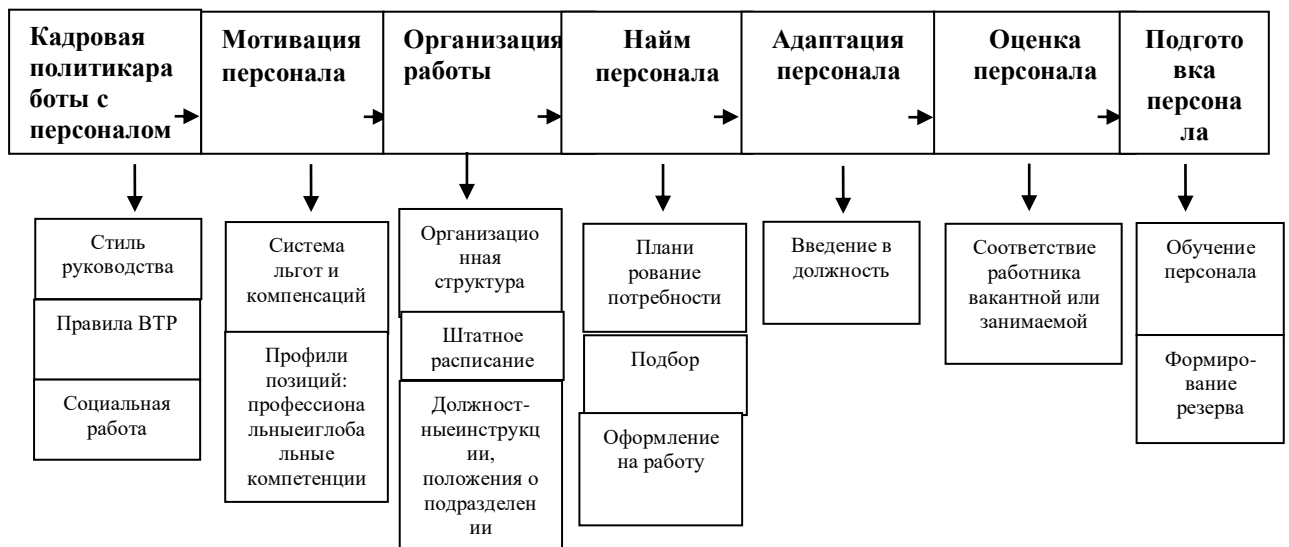 Кадровая
политикара
боты с
персоналом
Мотивация
персонала
Организация
работы
Найм
персонала
Адаптация
персонала
Оценка
персонала
Подгото
вка
персона
ла
Стиль
руководства
Правила ВТР
Социальная
работа
Система
льгот и
компенсаций
Профили
позиций:
профессиона
льныеиглоба
льные
компетенции
Организацио
нная
структура
Штатное
расписание
Должност-
ныеинструкц
ии,
положения о
подразделен
ии
Плани
рование
потребности
Подбор
Оформление
на работу
Введение в
должность
Соответствие
работника
вакантной или
занимаемой
Обучение
персонала
Формиро-
вание
резерва